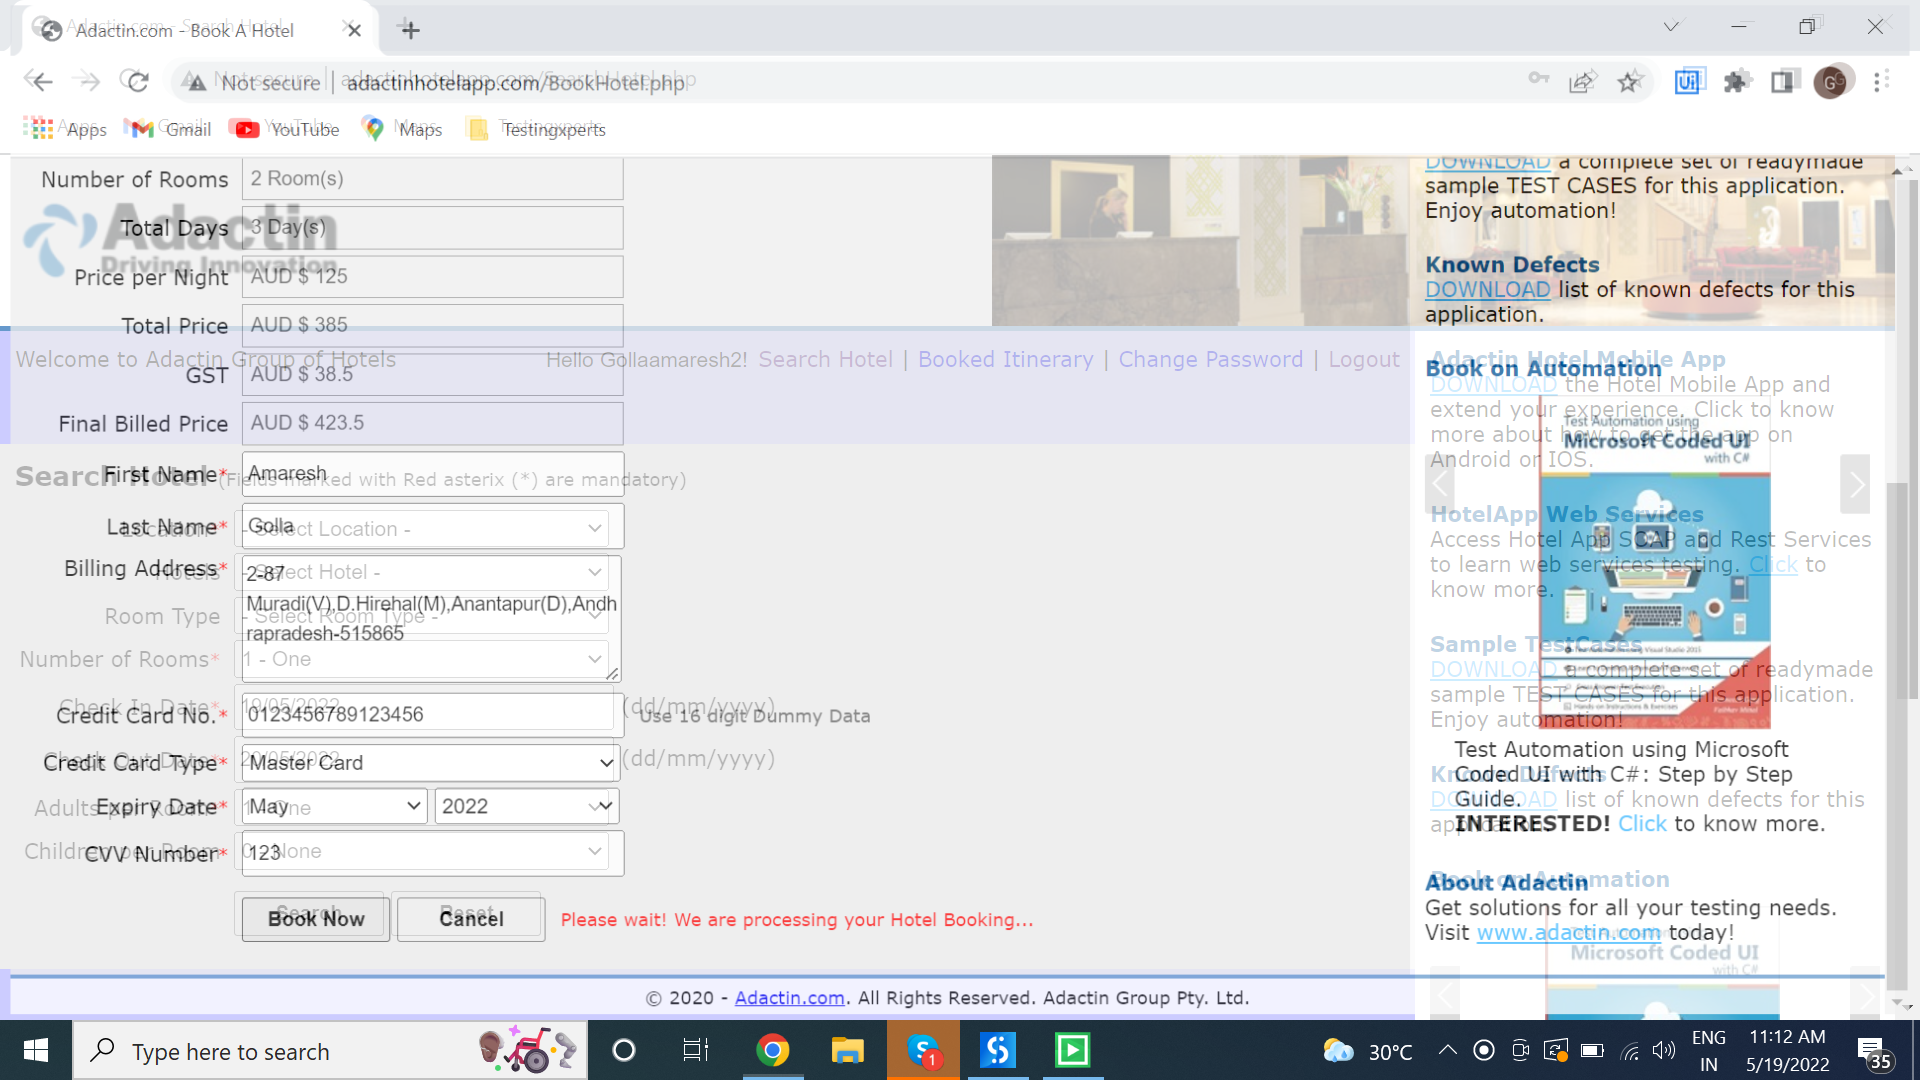 Adactin.com - Search Hotel
Adactin.com - Book A Hotel
Not secure | adactinhotelapp.com/SearchHotel.php
Not secure | adactinhotelapp.com/BookHotel.php
Apps Gmail YouTube Maps Testingxperts
Number of Rooms 2 Room(s)
Adactin
Driving Innovation
Total Days 3 Day(s)
Price per Night AUD $ 125
Total Price AUD $ 385
GST AUD $ 38.5
Final Billed Price AUD $ 423.5
Welcome to Adactin Group of Hotels
Hello Gollaamaresh2! Search Hotel | Booked Itinerary | Change Password | Logout
First Name* Amaresh
Search Hotel (Fields marked with Red asterix (*) are mandatory)
Last Name* Golla
Location - Select Location -
Billing Address* 2-87
Muradi(V),D.Hirehal(M),Anantapur(D),Andh
rapradesh-515865
Hotels - Select Hotel -
Room Type - Select Room Type -
Number of Rooms* 1 - One
Credit Card No.* 0123456789123456 Use 16 digit Dummy Data
Check In Date* 19/05/2022 (dd/mm/yyyy)
Credit Card Type* Master Card
Check Out Date* 20/05/2022 (dd/mm/yyyy)
Expiry Date* May 2022
Adults per Room* 1 - One
CVV Number* 123
Children per Room 0 - None
Book Now Cancel Please wait! We are processing your Hotel Booking...
Search Reset
DOWNLOAD a complete set of readymade
sample TEST CASES for this application.
Enjoy automation!
Known Defects
DOWNLOAD list of known defects for this
application.
Book on Automation
Test Automation using
Microsoft Coded UI
with C#
Test Automation using Microsoft
Coded UI with C#: Step by Step
Guide.
INTERESTED! Click to know more.
About Adactin
Get solutions for all your testing needs.
Visit www.adactin.com today!
Adactin Hotel Mobile App
DOWNLOAD the Hotel Mobile App and
extend your experience. Click to know
more about how to get the app on
Android or IOS.
HotelApp Web Services
Access Hotel App SOAP and Rest Services
to learn web services testing. Click to
know more.
Sample TestCases
DOWNLOAD a complete set of readymade
sample TEST CASES for this application.
Enjoy automation!
Known Defects
DOWNLOAD list of known defects for this
application.
Book on Automation
Microsoft Coded UI
with C#
© 2020 - Adactin.com. All Rights Reserved. Adactin Group Pty. Ltd.
Type here to search
1
30°C
ENG
IN
11:12 AM
5/19/2022
35